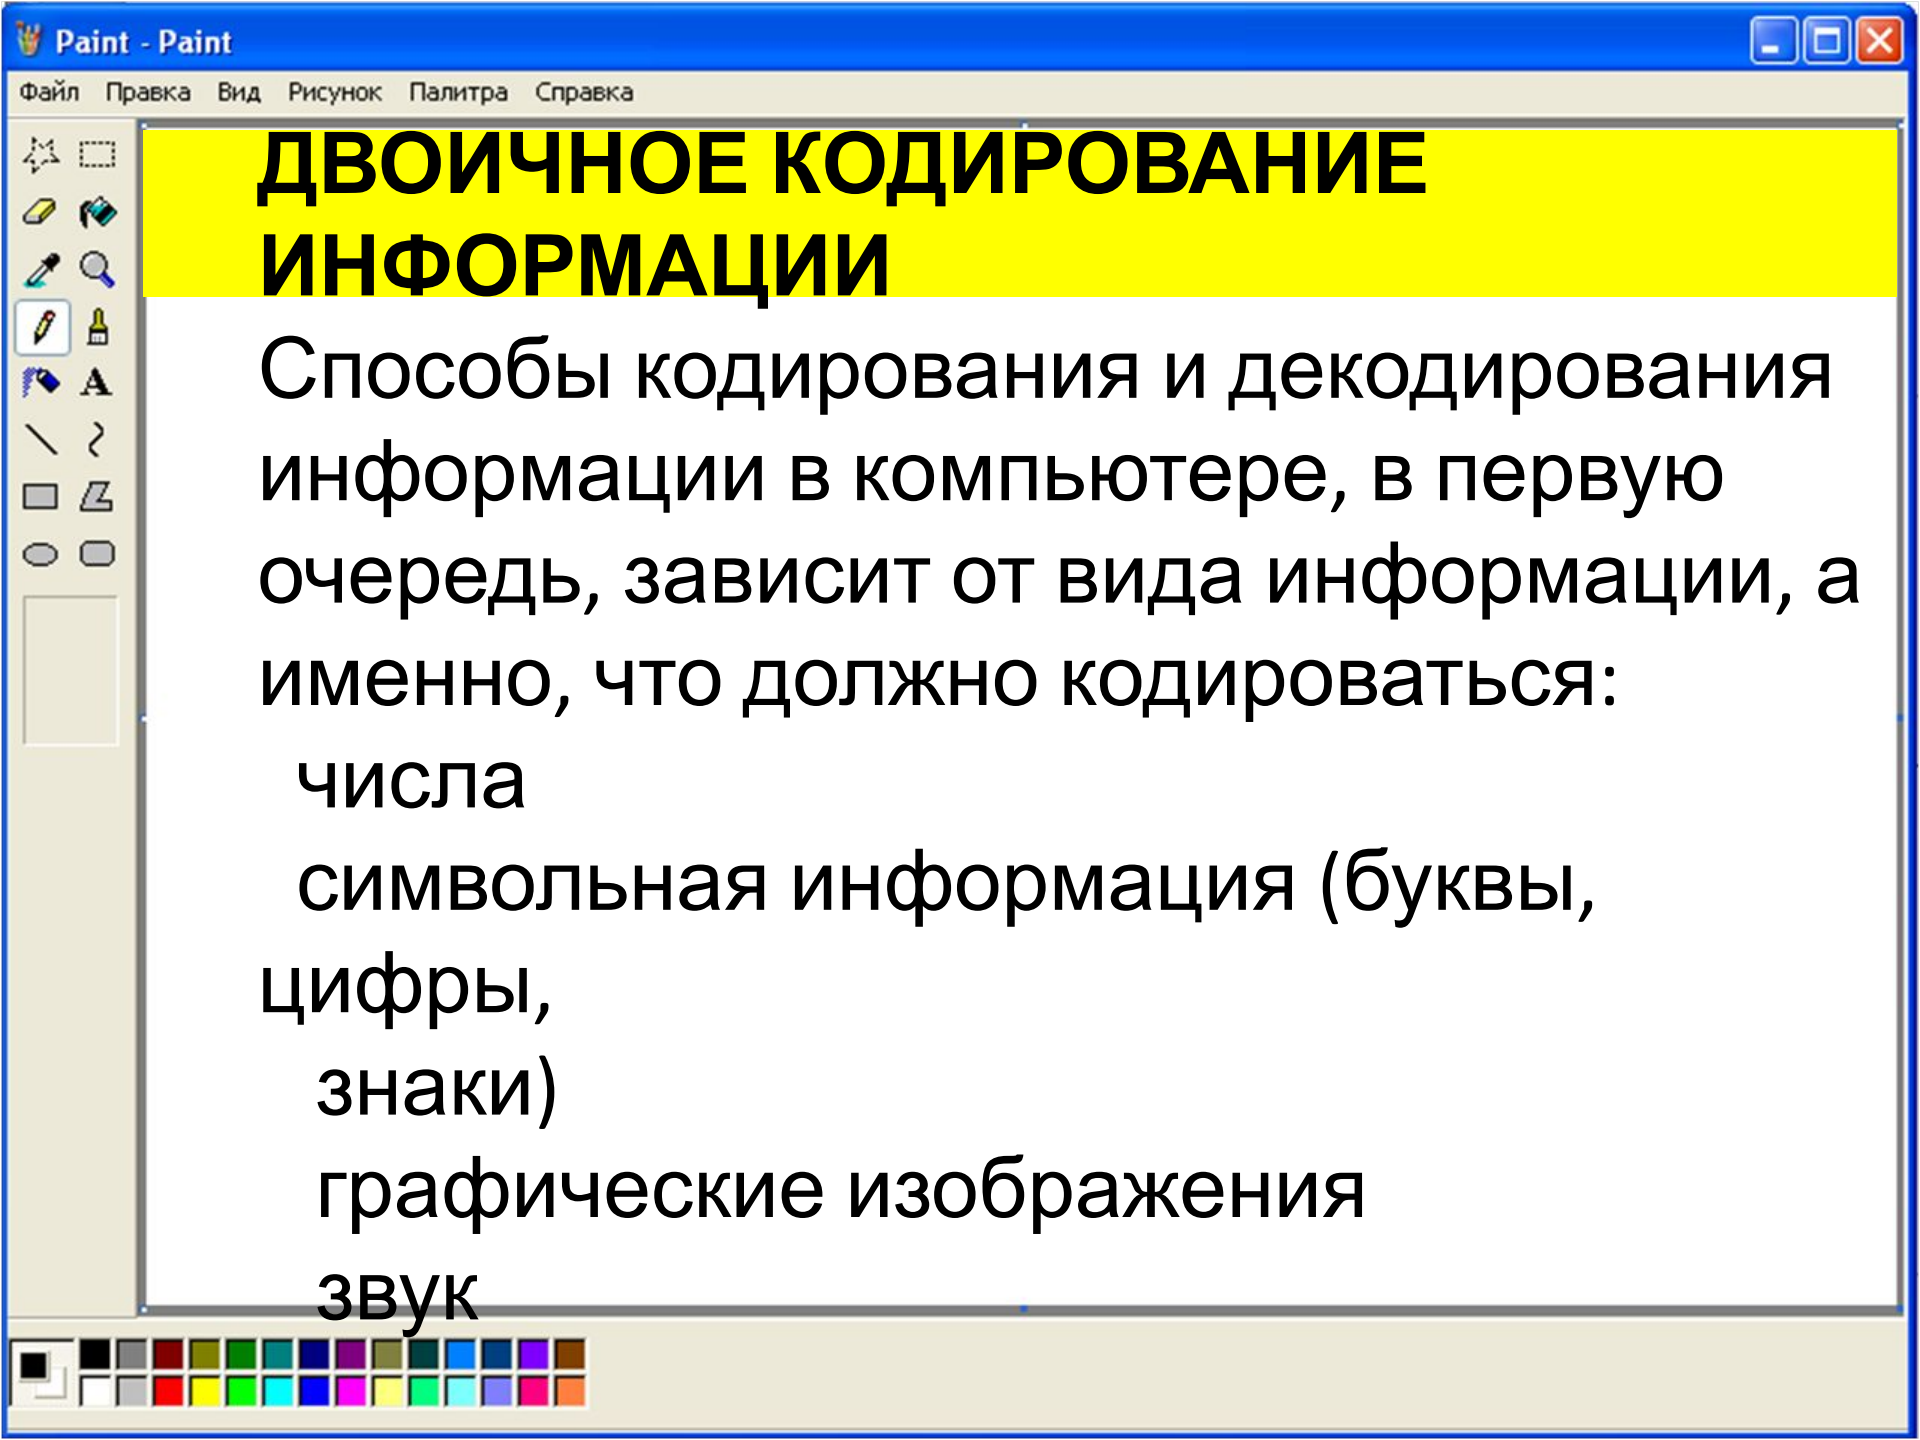 Paint - Paint
Файл Правка Вид Рисунок Палитра Справка
ДВОИЧНОЕ КОДИРОВАНИЕ
ИНФОРМАЦИИ
Способы кодирования и декодирования
информации в компьютере, в первую
очередь, зависит от вида информации, а
именно, что должно кодироваться:
числа
символьная информация (буквы,
цифры,
знаки)
графические изображения
звук
A